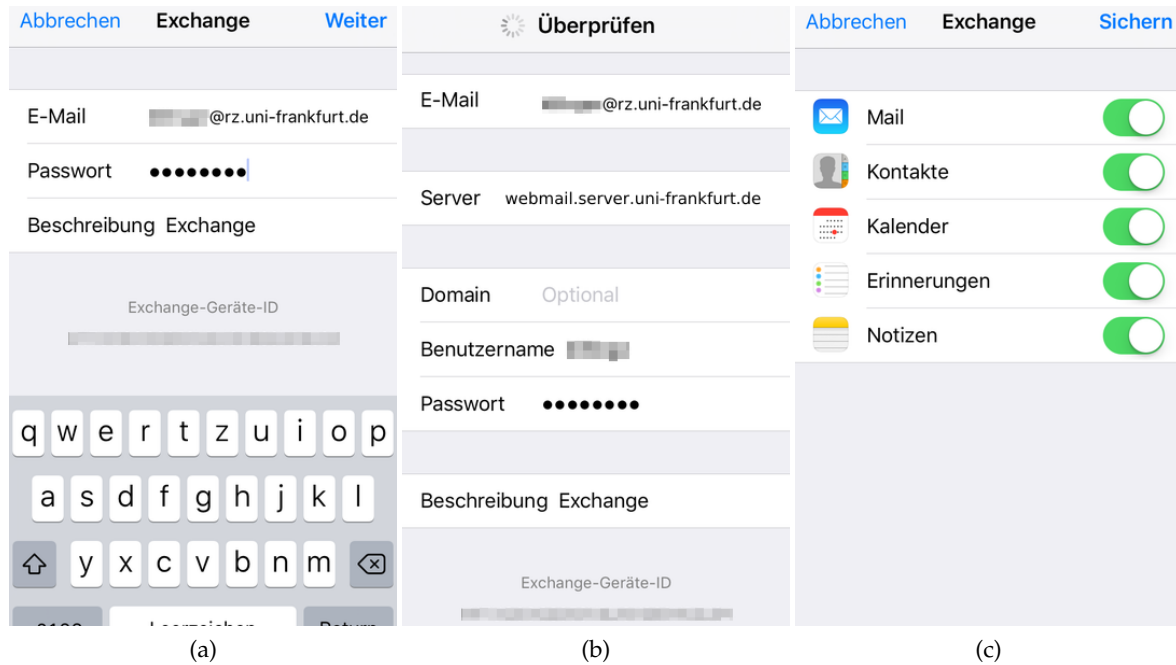 Abbrechen Exchange Weiter
E-Mail @rz.uni-frankfurt.de
Passwort ●●●●●●●●
Beschreibung Exchange
Exchange-Geräte-ID
q w e r t z u i o p
a s d f g h j k l
y x c v b n m
(a)
Überprüfen
E-Mail @rz.uni-frankfurt.de
Server webmail.server.uni-frankfurt.de
Domain Optional
Benutzername
Passwort ●●●●●●●●
Beschreibung Exchange
Exchange-Geräte-ID
(b)
Abbrechen Exchange Sichern
Mail
Kontakte
Kalender
Erinnerungen
Notizen
(c)